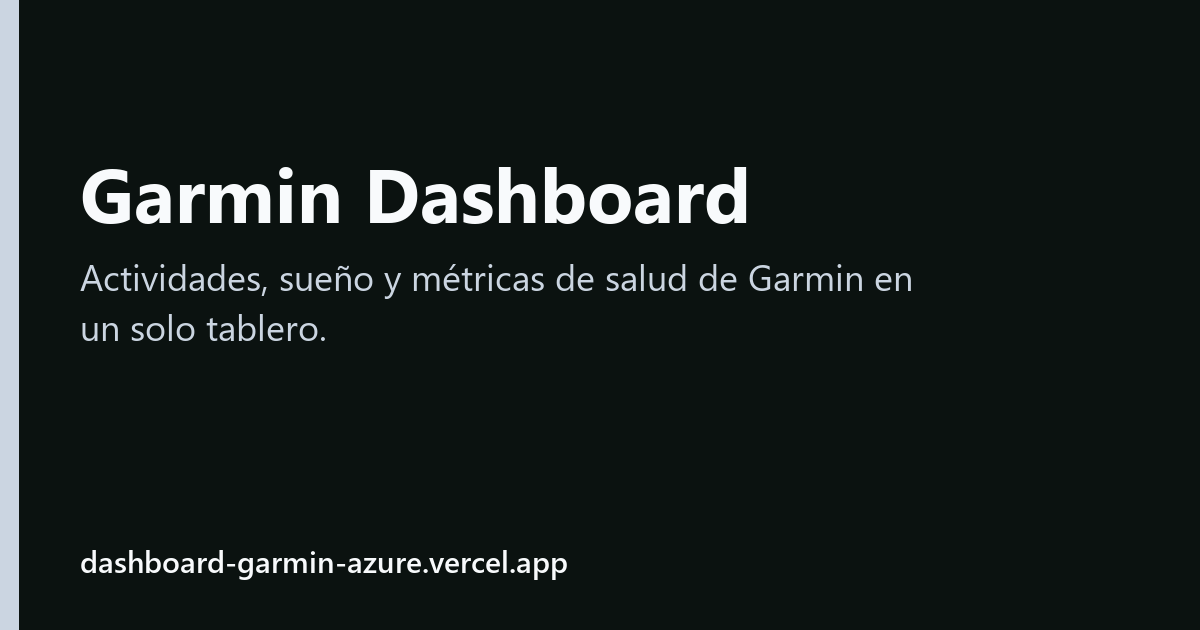 Garmin Dashboard
Actividades, sueño y métricas de salud de Garmin en
un solo tablero.
dashboard-garmin-azure.vercel.app